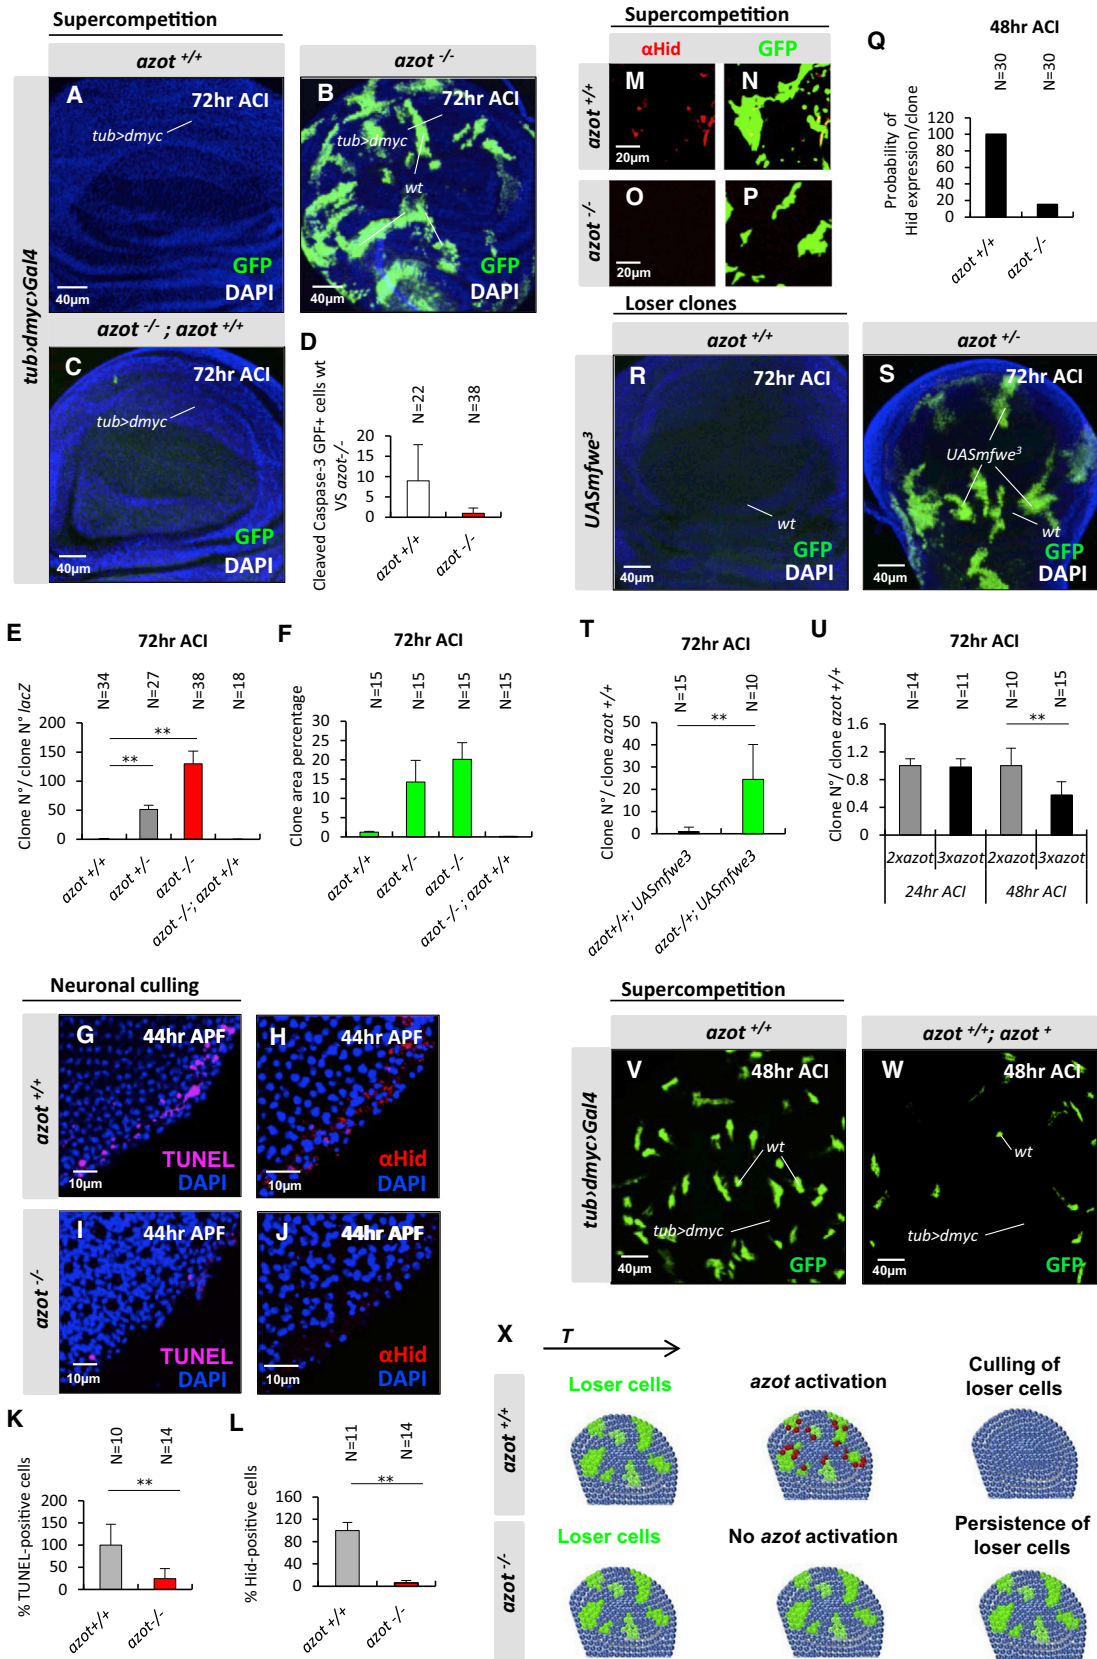 Supercompetition
azot +/+
azot -/-
tub>dmyc>Gal4
A
72hr ACI
tub>dmyc
GFP
DAPI
40µm
B
72hr ACI
tub>dmyc
wt
GFP
DAPI
40µm
azot -/- ; azot +/+
C
72hr ACI
tub>dmyc
GFP
DAPI
40µm
D
Cleaved Caspase-3 GPF+ cells wt
VS azot-/-
N=22
N=38
20
15
10
5
0
azot +/+
azot -/-
E
72hr ACI
Clone N°/ clone N° lacZ
N=34
N=27
N=38
N=18
200
150
100
50
0
**
**
azot +/+
azot +/-
azot -/-
azot -/-; azot +/+
F
72hr ACI
Clone area percentage
N=15
N=15
N=15
N=15
30
25
20
15
10
5
0
azot +/+
azot +/-
azot -/-
azot -/-; azot +/+
Neuronal culling
azot +/+
G
44hr APF
TUNEL
DAPI
10µm
H
44hr APF
αHid
DAPI
10µm
azot -/-
I
44hr APF
TUNEL
DAPI
10µm
J
44hr APF
αHid
DAPI
10µm
K
% TUNEL-positive cells
N=10
N=14
**
200
150
100
50
0
azot+/+
azot-/-
L
% Hid-positive cells
N=11
N=14
**
160
120
80
40
0
azot +/+
azot -/-
Supercompetition
αHid
GFP
azot +/+
M
20µm
N
azot -/-
O
20µm
P
Q
48hr ACI
N=30
N=30
Probability of
Hid expression/clone
120
100
80
60
40
20
0
azot +/+
azot -/-
Loser clones
azot +/+
azot +/-
UASmfwe3
R
72hr ACI
wt
GFP
DAPI
40µm
S
72hr ACI
UASmfwe3
wt
GFP
DAPI
40µm
T
72hr ACI
Clone N°/ clone azot +/+
N=15
N=10
**
50
40
30
20
10
0
azot+/+; UASmfwe3
azot-/+; UASmfwe3
U
72hr ACI
Clone N°/ clone azot +/+
N=14
N=11
N=10
N=15
**
1.6
1.2
0.8
0.4
0
2xazot
3xazot
2xazot
3xazot
24hr ACI
48hr ACI
Supercompetition
azot +/+
azot +/+; azot +
tub>dmyc>Gal4
V
48hr ACI
wt
tub>dmyc
40µm
GFP
W
48hr ACI
wt
tub>dmyc
40µm
GFP
X
T
azot +/+
Loser cells
azot activation
Culling of
loser cells
azot -/-
Loser cells
No azot activation
Persistence of
loser cells